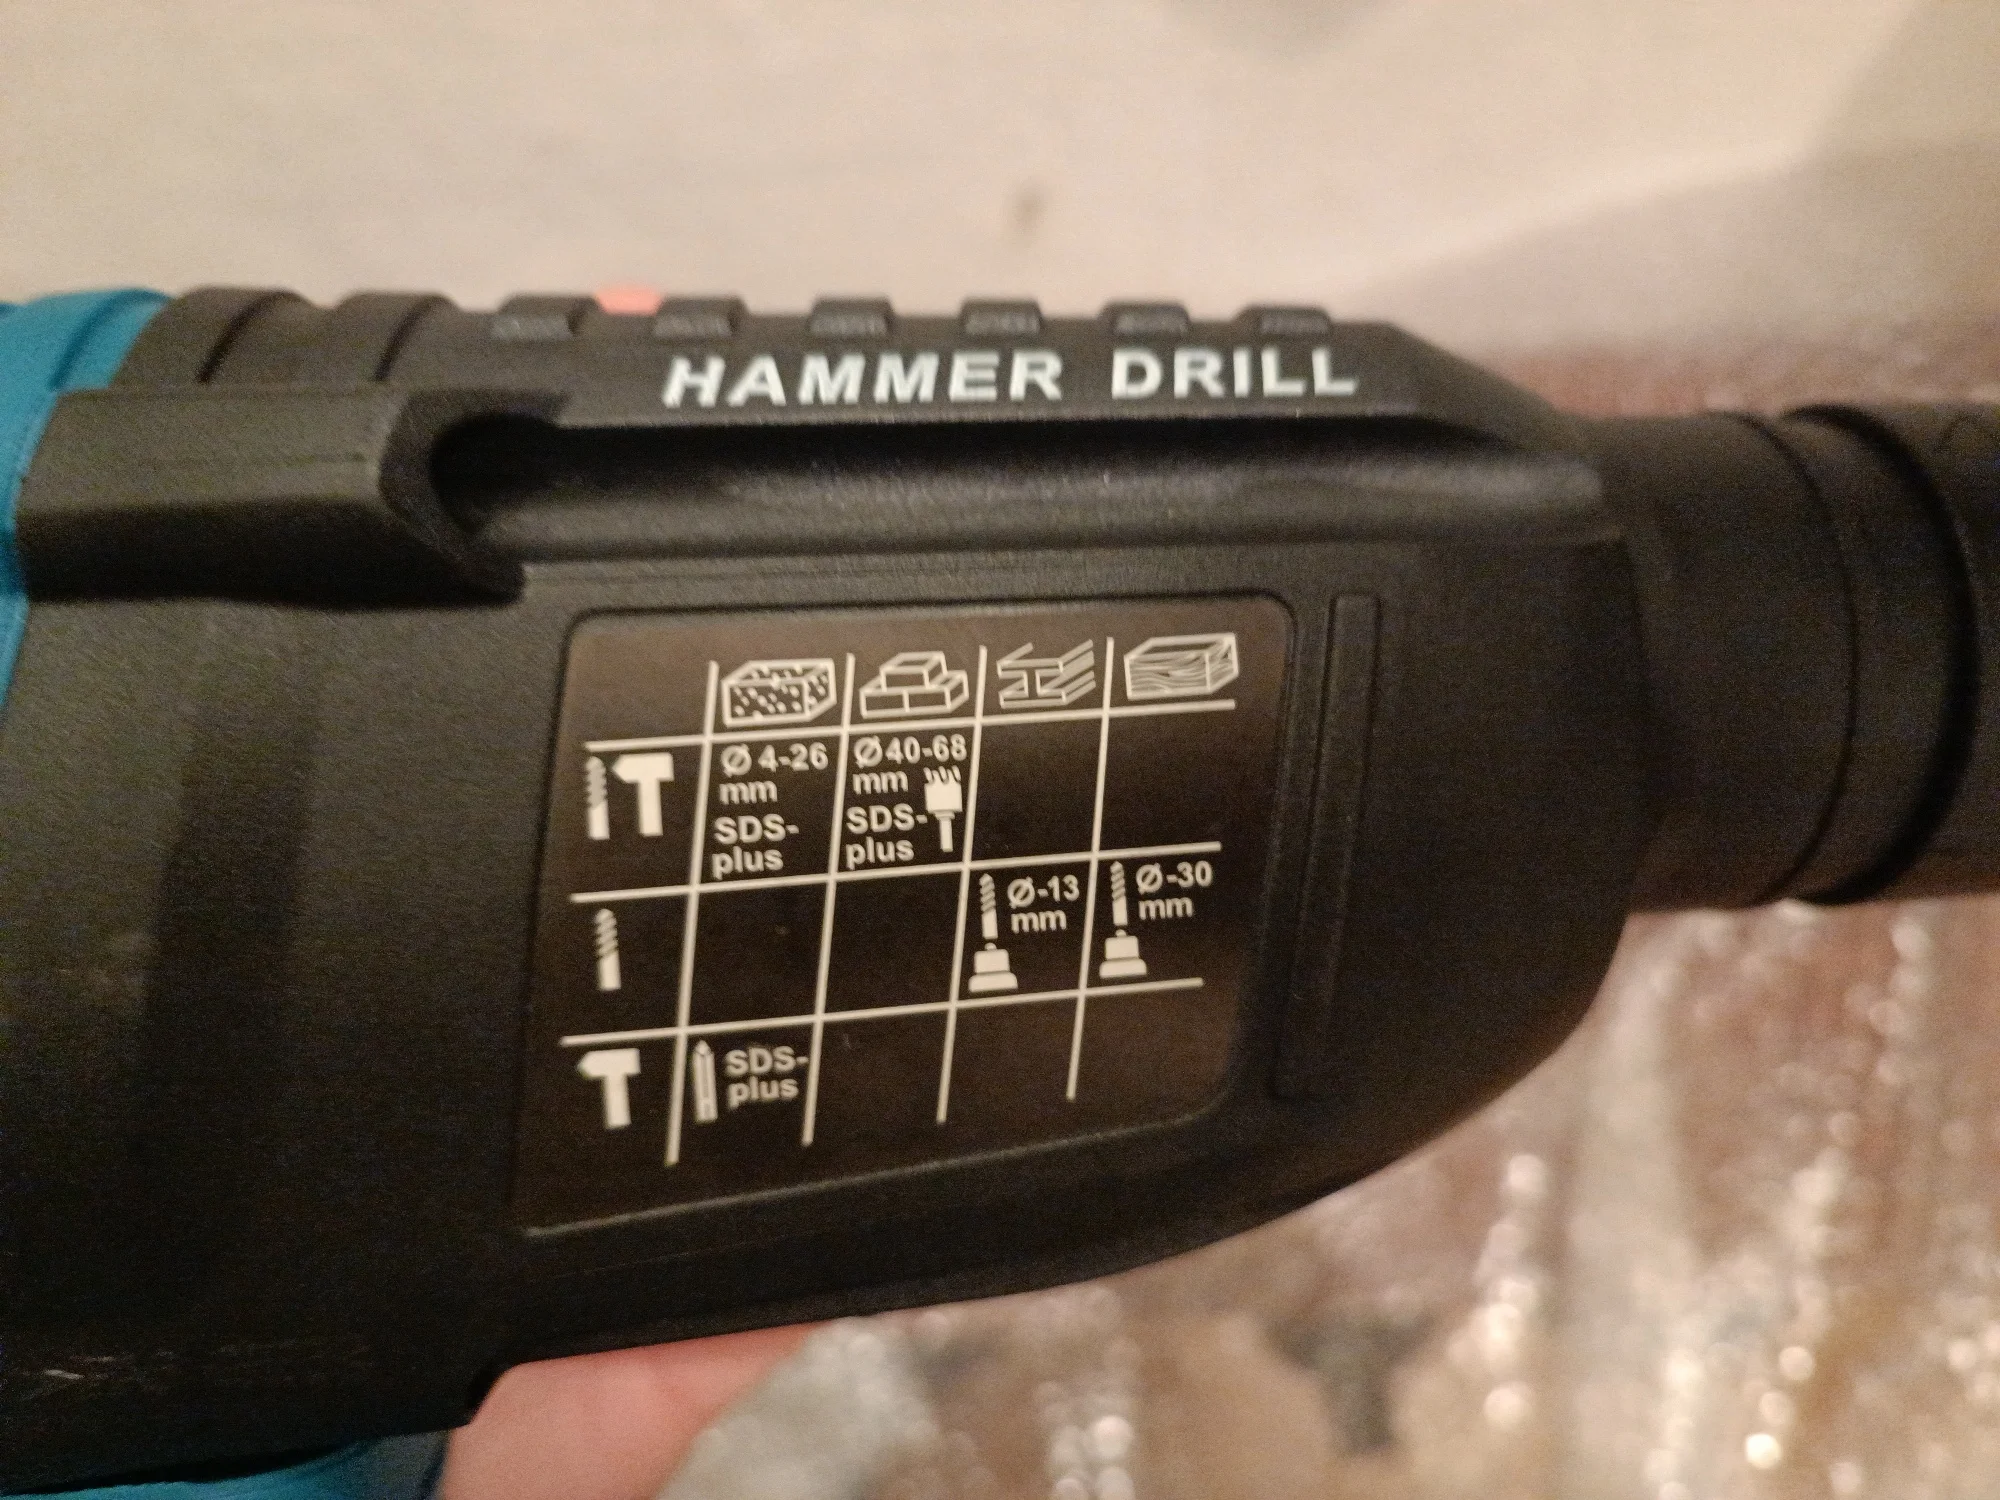 HAMMER DRILL
Ø 4-26
mm
SDS-
plus
Ø40-68
mm
SDS-
plus
Ø-13
mm
Ø-30
mm
SDS-
plus